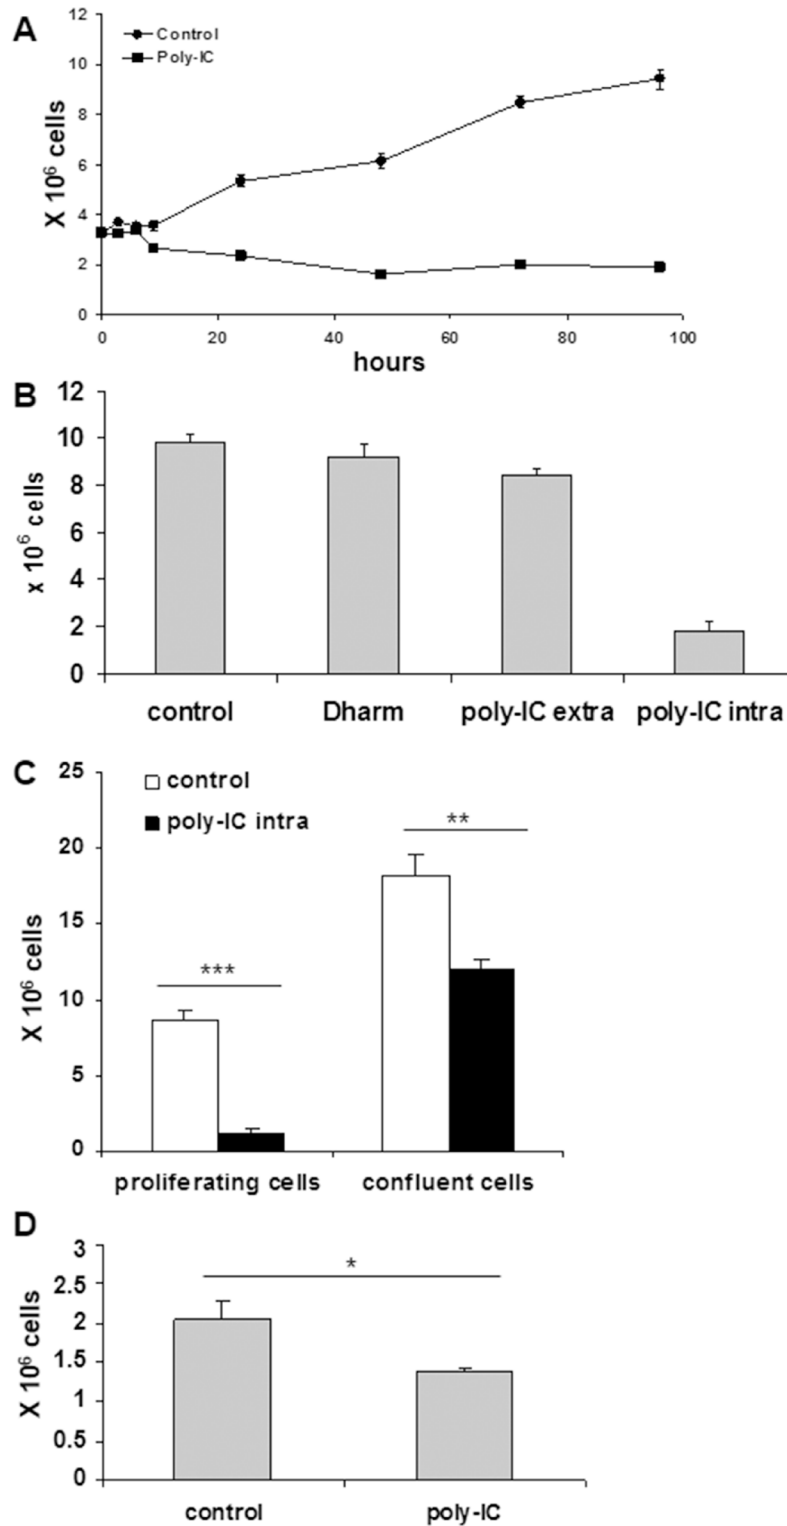 A
Control
Poly-IC
12
10
8
6
4
2
0
X 10⁶ cells
0 20 40 60 80 100
hours
B
12
10
8
6
4
2
0
x 10⁶ cells
control Dharm poly-IC extra poly-IC intra
C
control
poly-IC intra
25
20
15
10
5
0
X 10⁶ cells
***
**
proliferating cells confluent cells
D
3
2.5
2
1.5
1
0.5
0
X 10⁶ cells
*
control poly-IC